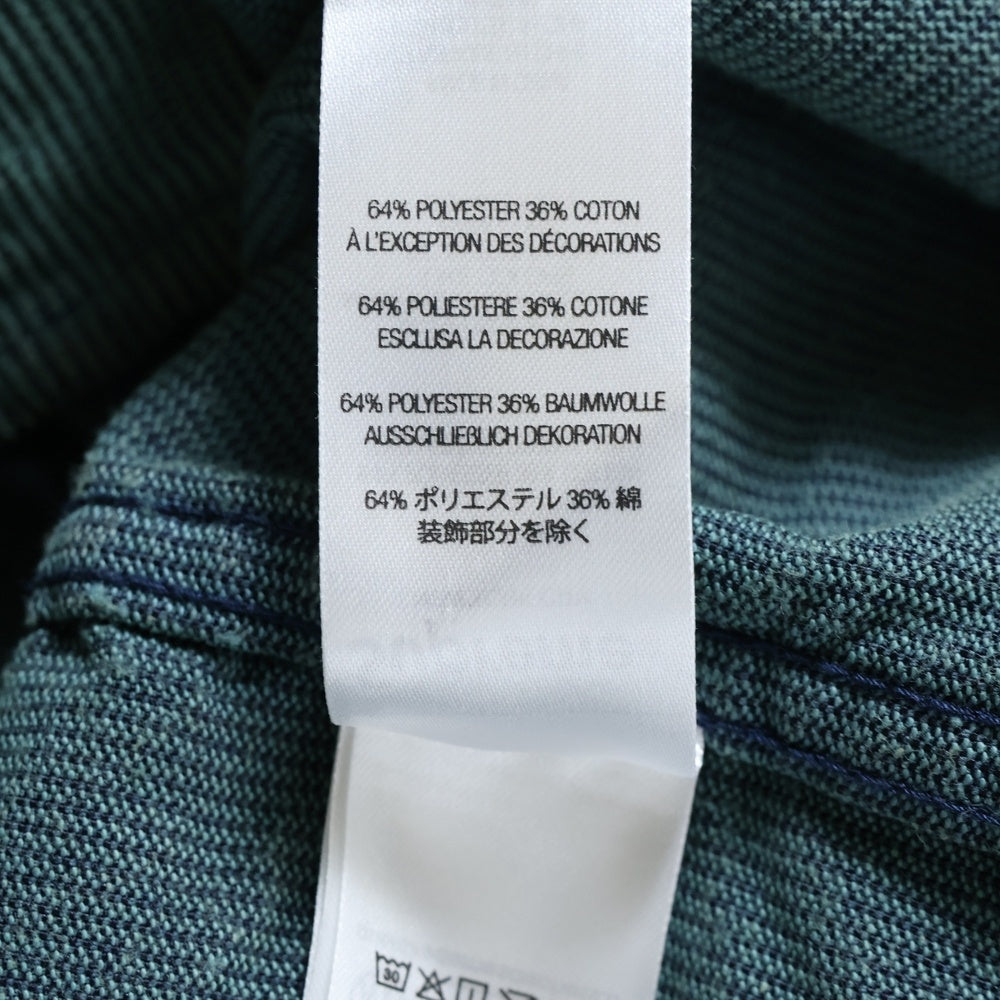 64% POLYESTER 36% COTON
À L'EXCEPTION DES DÉCORATIONS
64% POLIESTERE 36% COTONE
ESCLUSA LA DECORAZIONE
64% POLYESTER 36% BAUMWOLLE
AUSSCHLIEßLICH DEKORATION
64% ポリエステル 36% 綿
装飾部分を除く
30